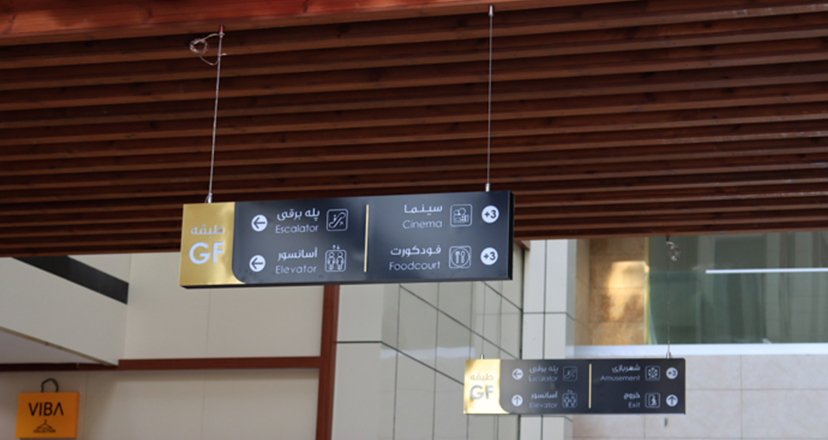 طبقه
GF
پله برقی
Escalator
آسانسور
Elevator
سینما
Cinema
+3
فودکورت
Foodcourt
+3
طبقه
GF
پله برقی
Escalator
آسانسور
Elevator
شهربازی
Amusement
+3
خروج
Exit
VIBA